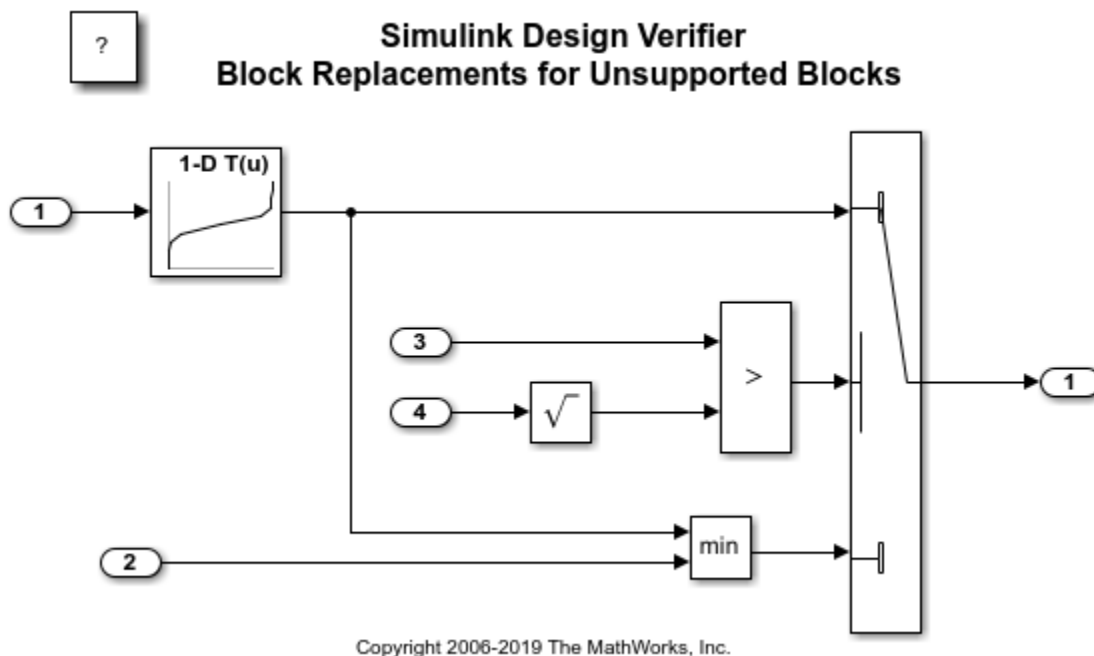 ?
Simulink Design Verifier
Block Replacements for Unsupported Blocks
1-D T(u)
1
3
>
4
√
1
min
2
Copyright 2006-2019 The MathWorks, Inc.